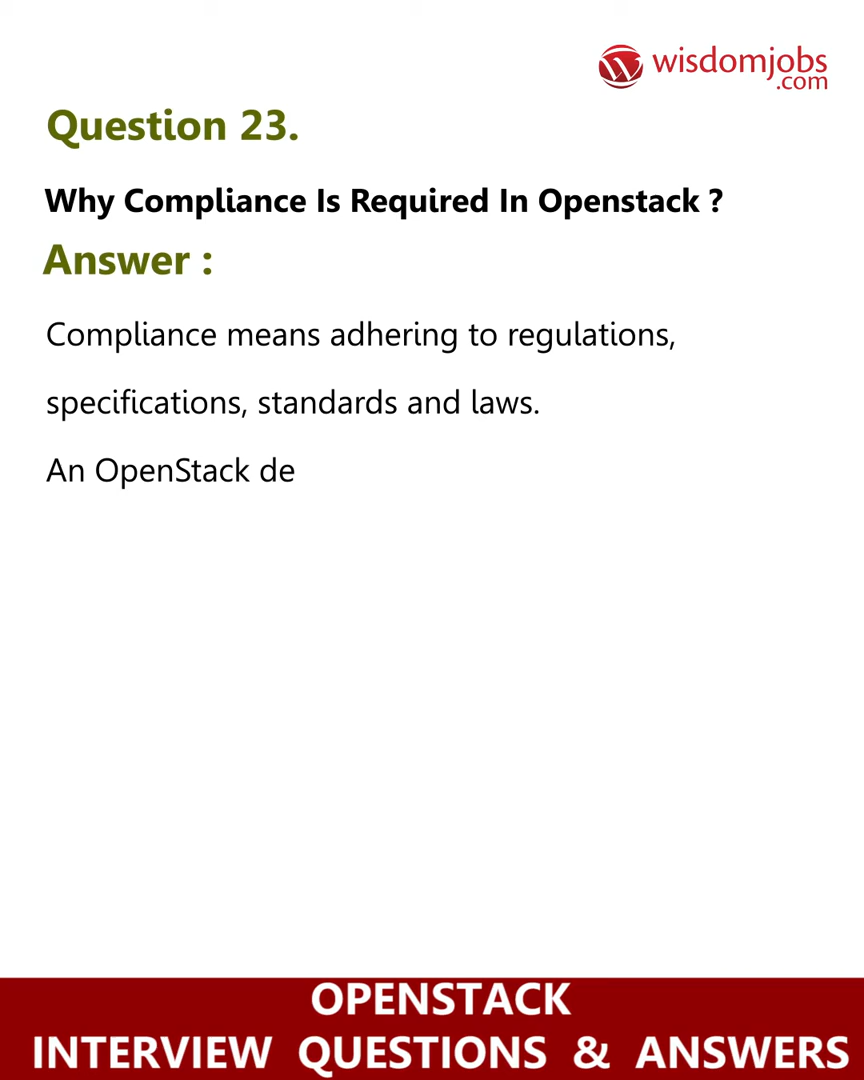 wisdomjobs
.com
Question 23.
Why Compliance Is Required In Openstack ?
Answer :
Compliance means adhering to regulations,
specifications, standards and laws.
An OpenStack de
OPENSTACK
INTERVIEW QUESTIONS & ANSWERS